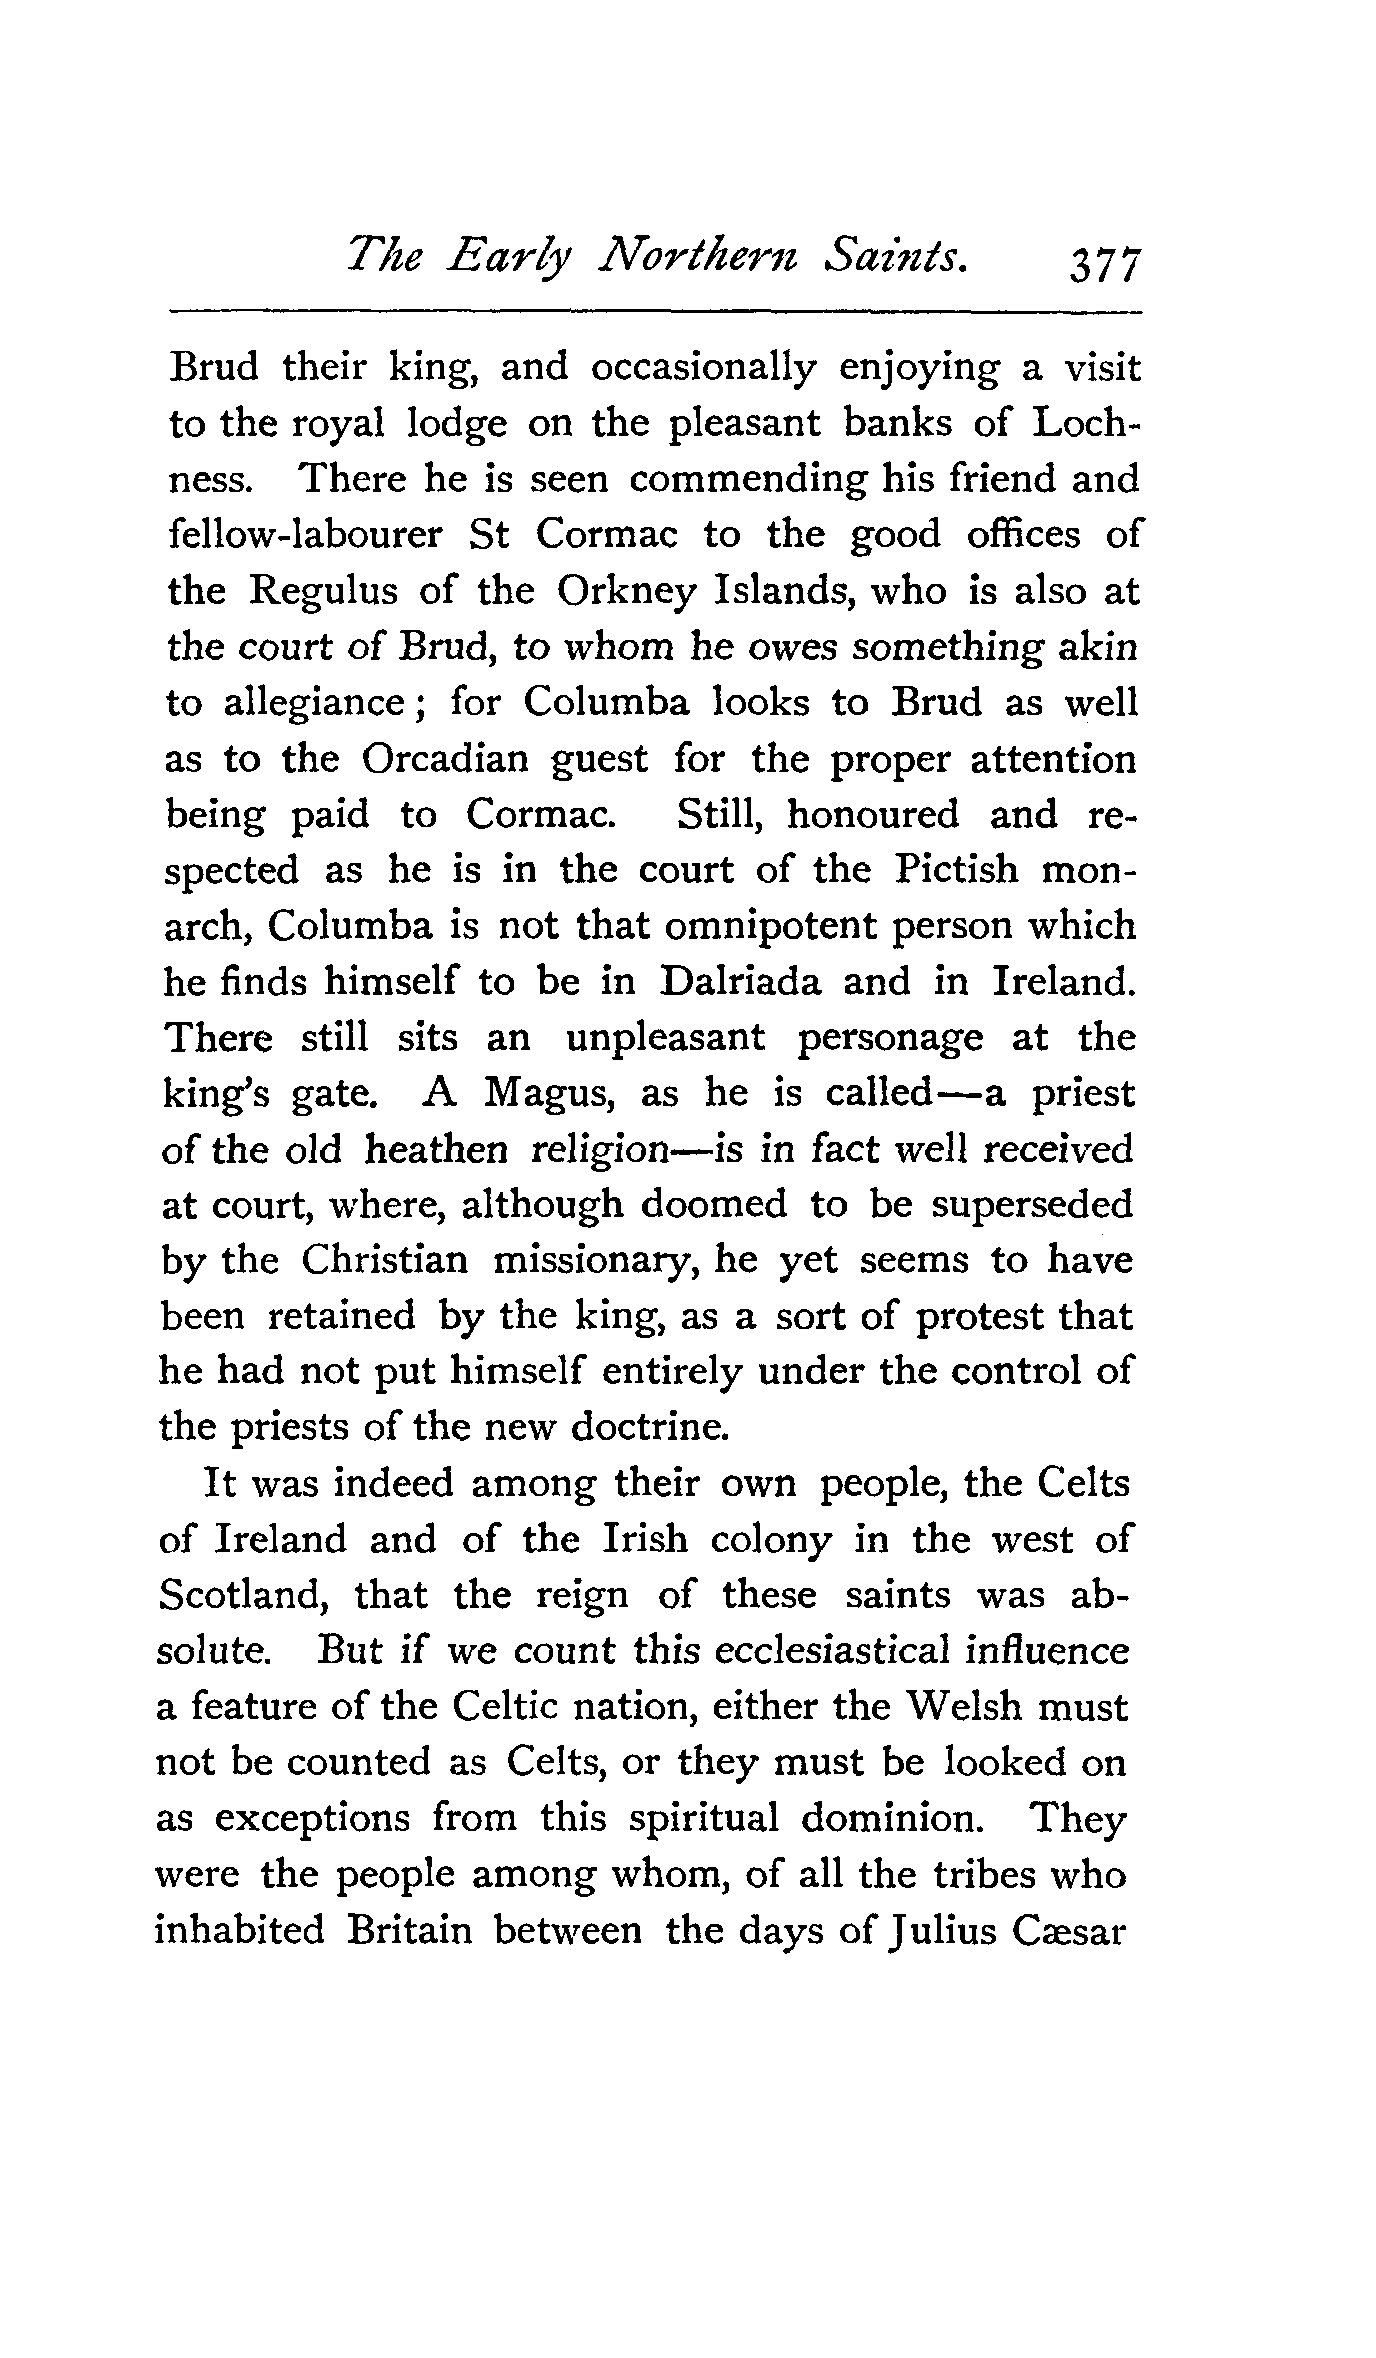 The Early Northern Saints. 377
Brud their king, and occasionally enjoying a visit
to the royal lodge on the pleasant banks of Loch-
ness. There he is seen commending his friend and
fellow-labourer St Cormac to the good offices of
the Regulus of the Orkney Islands, who is also at
the court of Brud, to whom he owes something akin
to allegiance; for Columba looks to Brud as well
as to the Orcadian guest for the proper attention
being paid to Cormac. Still, honoured and re-
spected as he is in the court of the Pictish mon-
arch, Columba is not that omnipotent person which
he finds himself to be in Dalriada and in Ireland.
There still sits an unpleasant personage at the
king's gate. A Magus, as he is called—a priest
of the old heathen religion—is in fact well received
at court, where, although doomed to be superseded
by the Christian missionary, he yet seems to have
been retained by the king, as a sort of protest that
he had not put himself entirely under the control of
the priests of the new doctrine.
It was indeed among their own people, the Celts
of Ireland and of the Irish colony in the west of
Scotland, that the reign of these saints was ab-
solute. But if we count this ecclesiastical influence
a feature of the Celtic nation, either the Welsh must
not be counted as Celts, or they must be looked on
as exceptions from this spiritual dominion. They
were the people among whom, of all the tribes who
inhabited Britain between the days of Julius Cæsar